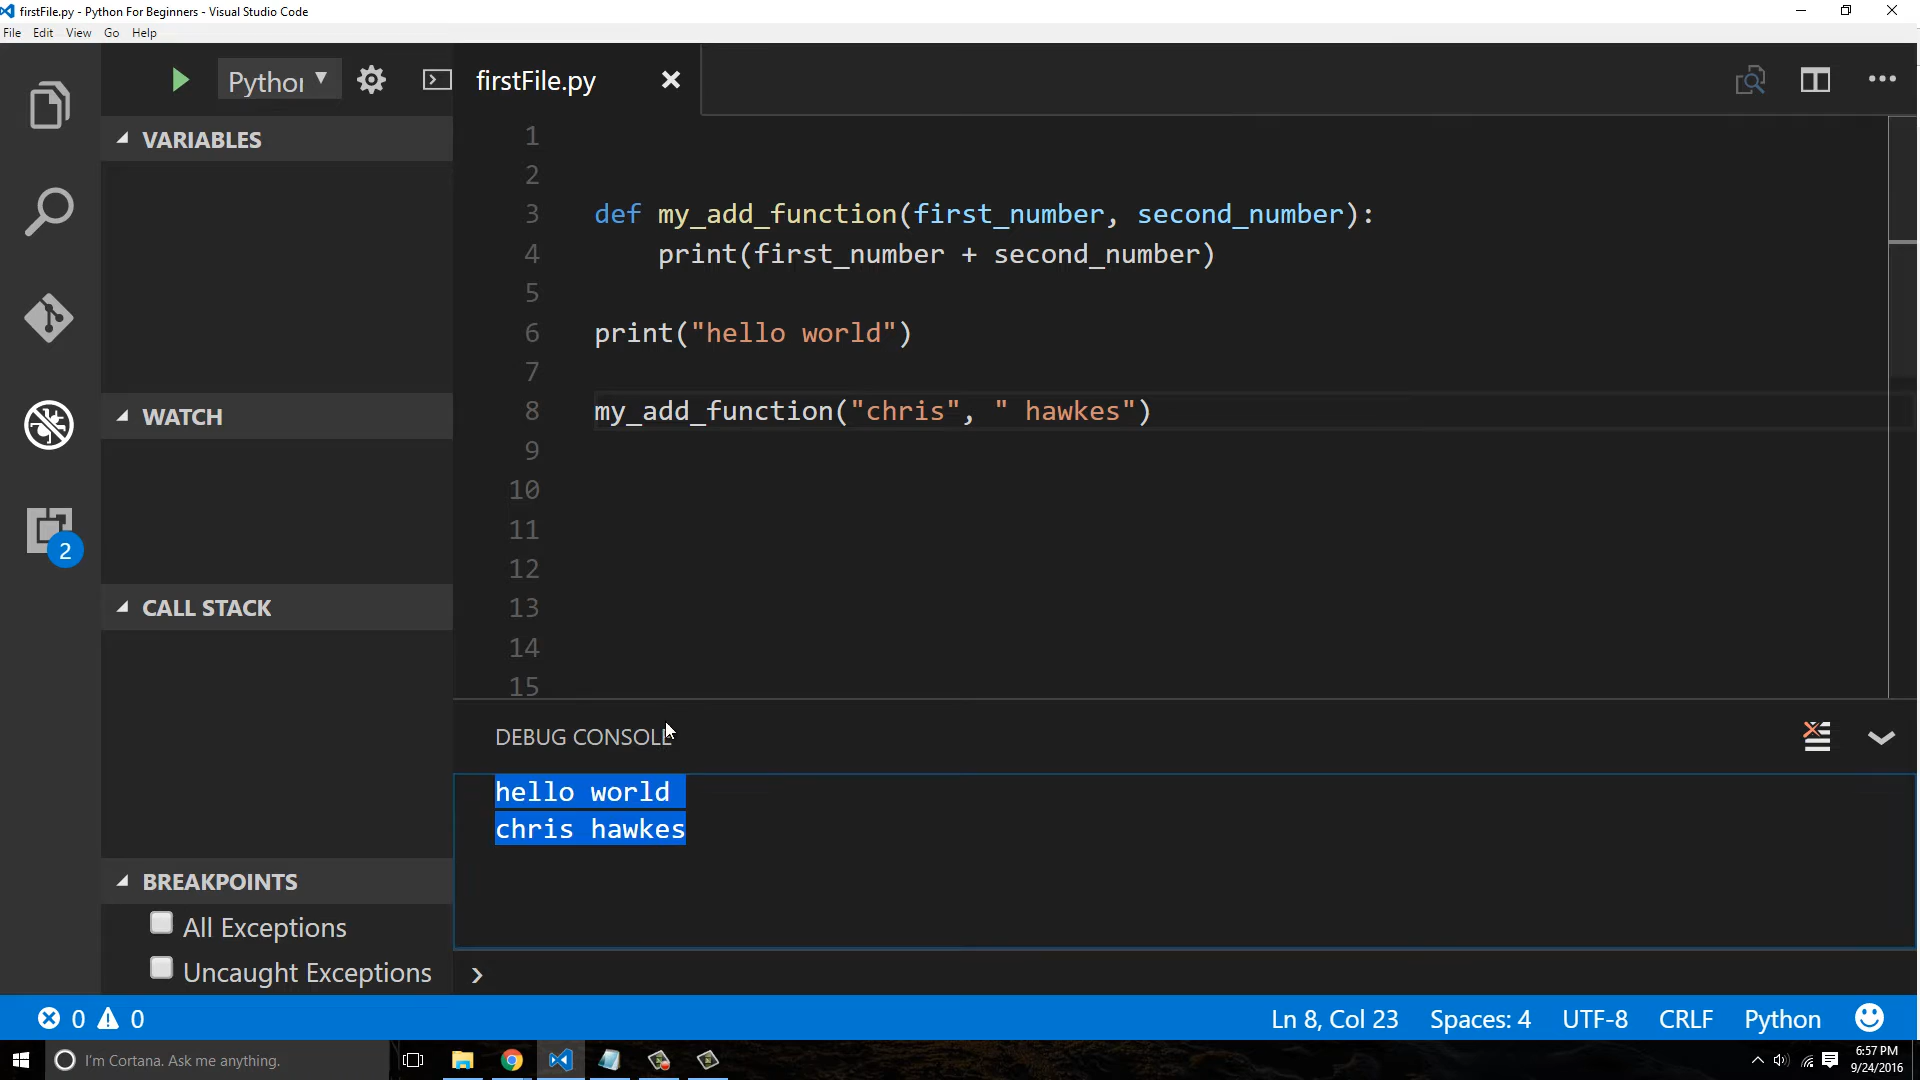 firstFile.py - Python For Beginners - Visual Studio Code
File Edit View Go Help
Python
firstFile.py
VARIABLES
WATCH
CALL STACK
BREAKPOINTS
All Exceptions
Uncaught Exceptions
2
1
2
3 def my_add_function(first_number, second_number):
4     print(first_number + second_number)
5
6 print("hello world")
7
8 my_add_function("chris", " hawkes")
9
10
11
12
13
14
15
DEBUG CONSOLE
hello world
chris hawkes
0 0
Ln 8, Col 23 Spaces: 4 UTF-8 CRLF Python
I'm Cortana. Ask me anything.
6:57 PM
9/24/2016